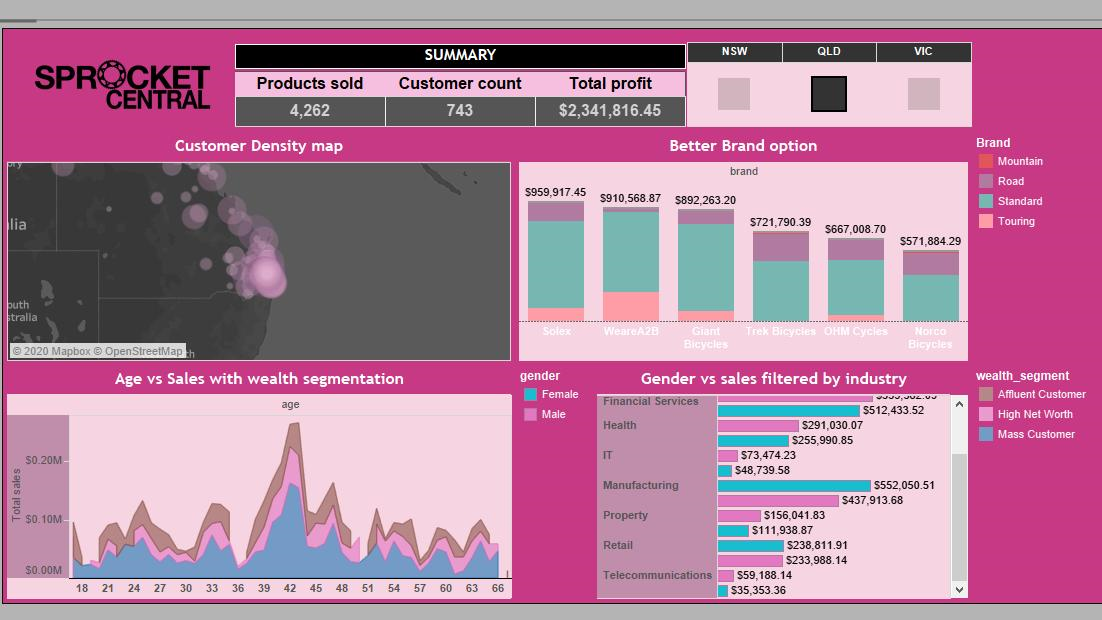 SPROCKET
CENTRAL
SUMMARY
Products sold Customer count Total profit
4,262 743 $2,341,816.45
NSW QLD VIC
Customer Density map
lia
outh
stralia
© 2020 Mapbox © OpenStreetMap
Better Brand option
brand
$959,917.45
$910,568.87
$892,263.20
$721,790.39
$667,008.70
$571,884.29
Solex
WeareA2B
Giant
Bicycles
Trek Bicycles
OHM Cycles
Norco
Bicycles
Brand
Mountain
Road
Standard
Touring
Age vs Sales with wealth segmentation
age
Total sales
$0.20M
$0.10M
$0.00M
18 21 24 27 30 33 36 39 42 45 48 51 54 57 60 63 66
gender
Female
Male
Gender vs sales filtered by industry
Financial Services
$512,433.52
Health
$291,030.07
$255,990.85
IT
$73,474.23
$48,739.58
Manufacturing
$552,050.51
$437,913.68
Property
$156,041.83
$111,938.87
Retail
$238,811.91
$233,988.14
Telecommunications
$59,188.14
$35,353.36
wealth_segment
Affluent Customer
High Net Worth
Mass Customer